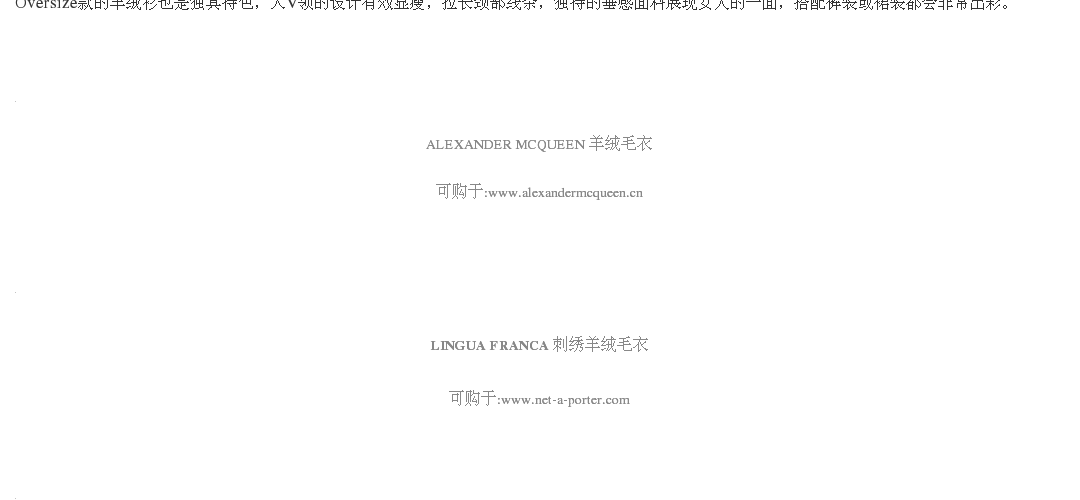 Oversize款的羊绒衫也是独具特色，大V领的设计有效显瘦，拉长颈部线条，独特的垂感面料展现女人的一面，搭配裤装或裙装都会非常出彩。
ALEXANDER MCQUEEN 羊绒毛衣
可购于:www.alexandermcqueen.cn
LINGUA FRANCA 刺绣羊绒毛衣
可购于:www.net-a-porter.com